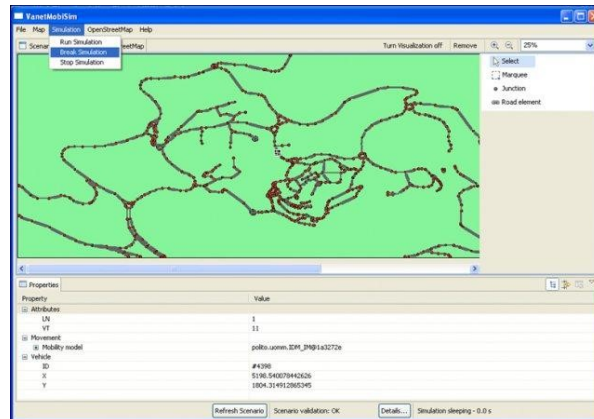 VanetMobiSim
File Map Simulation OpenStreetMap Help
Run Simulation
Break Simulation
Stop Simulation
Scenar
eetMap
Turn Visualization off Remove 25%
Select
Marquee
Junction
Road element
Properties
Property Value
Attributes
LN 1
VT 11
Movement
Mobility model polito.uomm.IDM_IM@1a3272e
Vehicle
ID #4398
X 5198.540078442626
Y 1804.314912865345
Refresh Scenario Scenario validation: OK Details... Simulation sleeping - 0.0 s